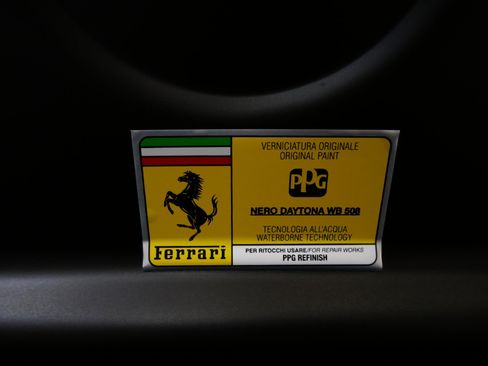 VERNICIATURA ORIGINALE
ORIGINAL PAINT
PPG
NERO DAYTONA WB 508
TECNOLOGIA ALL'ACQUA
WATERBORNE TECHNOLOGY
Ferrari
PER RITOCCHI USARE/FOR REPAIR WORKS
PPG REFINISH